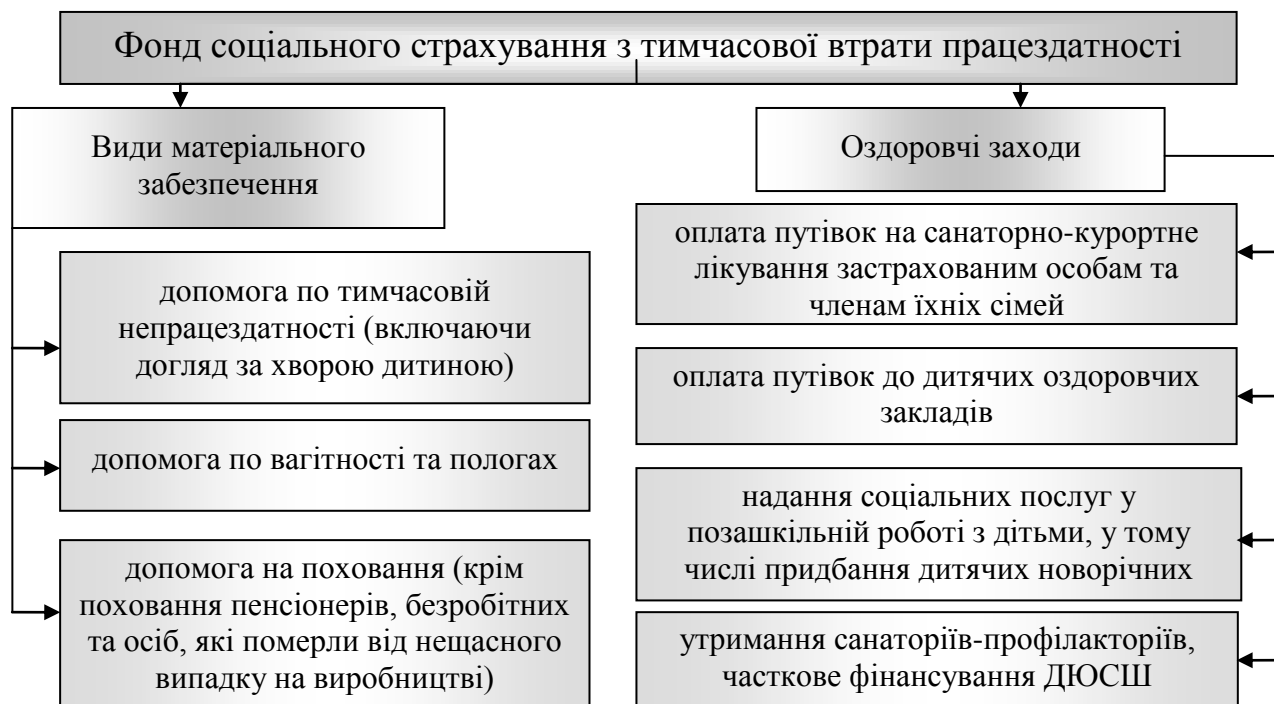 Фонд соціального страхування з тимчасової втрати працездатності
Види матеріального
забезпечення
допомога по тимчасовій
непрацездатності (включаючи
догляд за хворою дитиною)
допомога по вагітності та пологах
допомога на поховання (крім
поховання пенсіонерів, безробітних
та осіб, які померли від нещасного
випадку на виробництві)
Оздоровчі заходи
оплата путівок на санаторно-курортне
лікування застрахованим особам та
членам їхніх сімей
оплата путівок до дитячих оздоровчих
закладів
надання соціальних послуг у
позашкільній роботі з дітьми, у тому
числі придбання дитячих новорічних
утримання санаторіїв-профілакторіїв,
часткове фінансування ДЮСШ